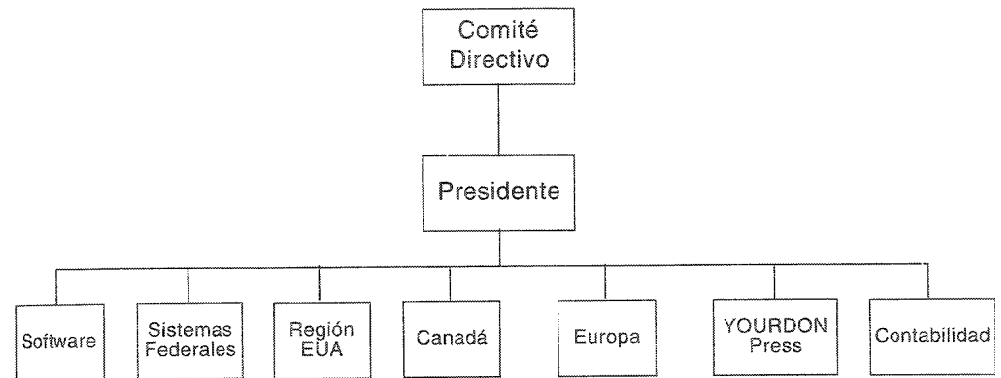 Comité
Directivo
Presidente
Software
Sistemas
Federales
Región
EUA
Canadá
Europa
YOURDON
Press
Contabilidad